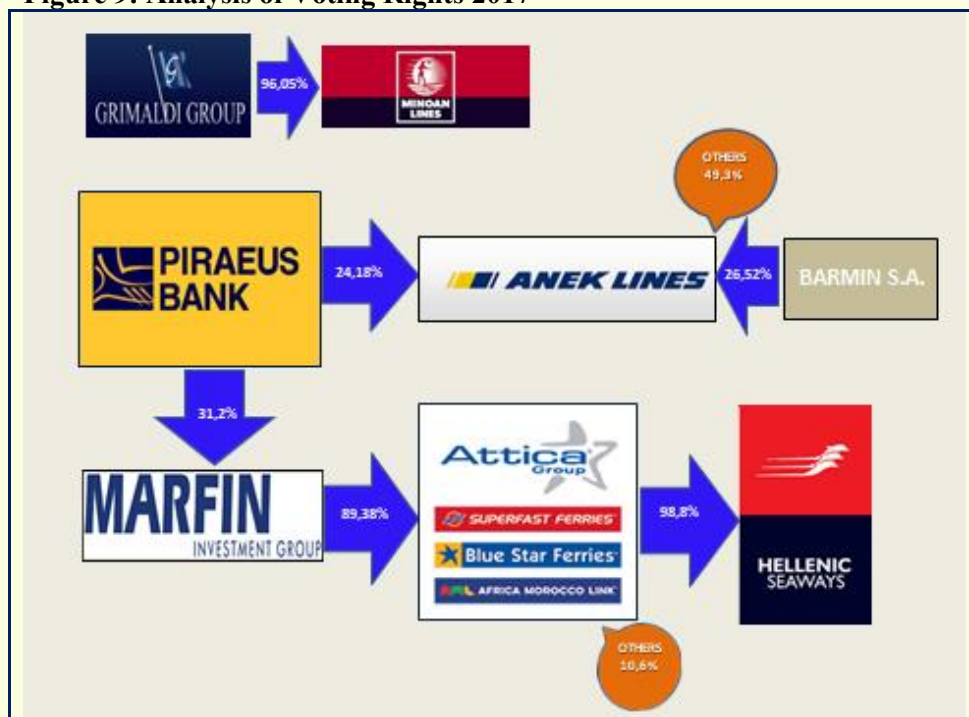 Figure 9: Analysis of Voting Rights 2017
GRIMALDI GROUP
96,05%
MINOAN
LINES
OTHERS
49,3%
PIRAEUS
BANK
24,18%
ANEK LINES
26,52%
BARMIN S.A.
31,2%
MARFIN
INVESTMENT GROUP
89,38%
Attica
Group
SUPERFAST FERRIES
Blue Star Ferries
AML AFRICA MOROCCO LINK
98,8%
HELLENIC
SEAWAYS
OTHERS
10,6%